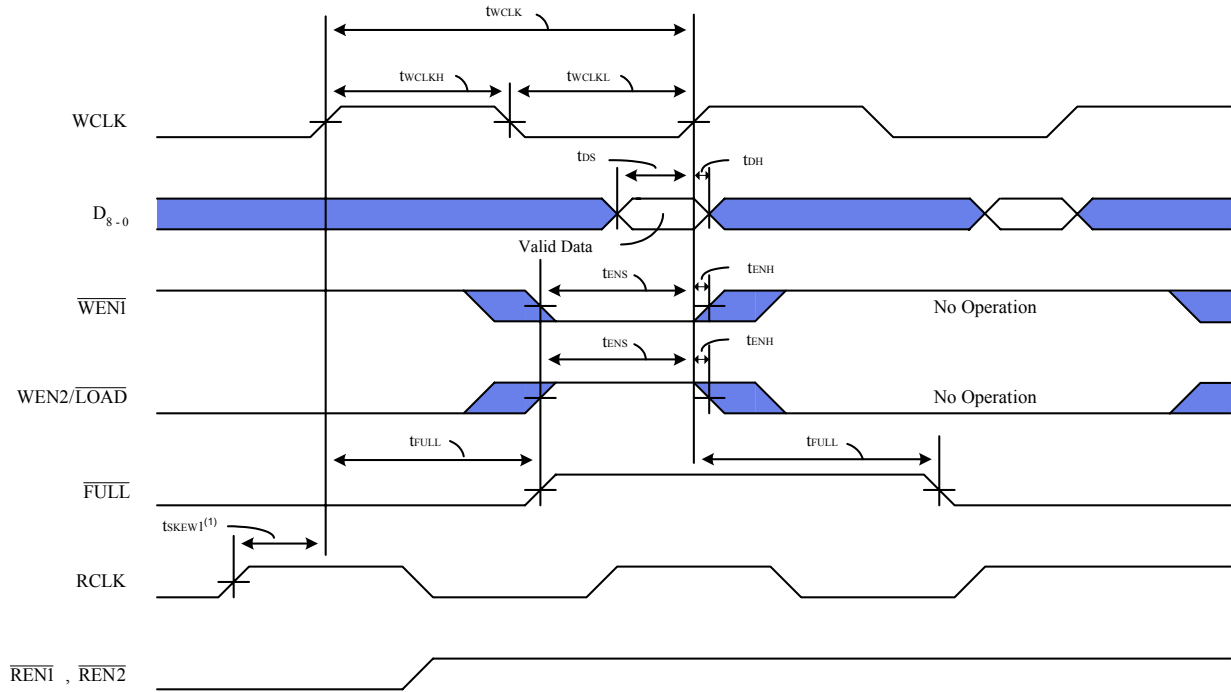 tWCLK
tWCLKH
tWCLKL
WCLK
tDS
tDH
D8-0
Valid Data
tENS
tENH
WEN1
No Operation
tENS
tENH
WEN2/LOAD
No Operation
tFULL
tFULL
FULL
tSKEW1(1)
RCLK
REN1 , REN2